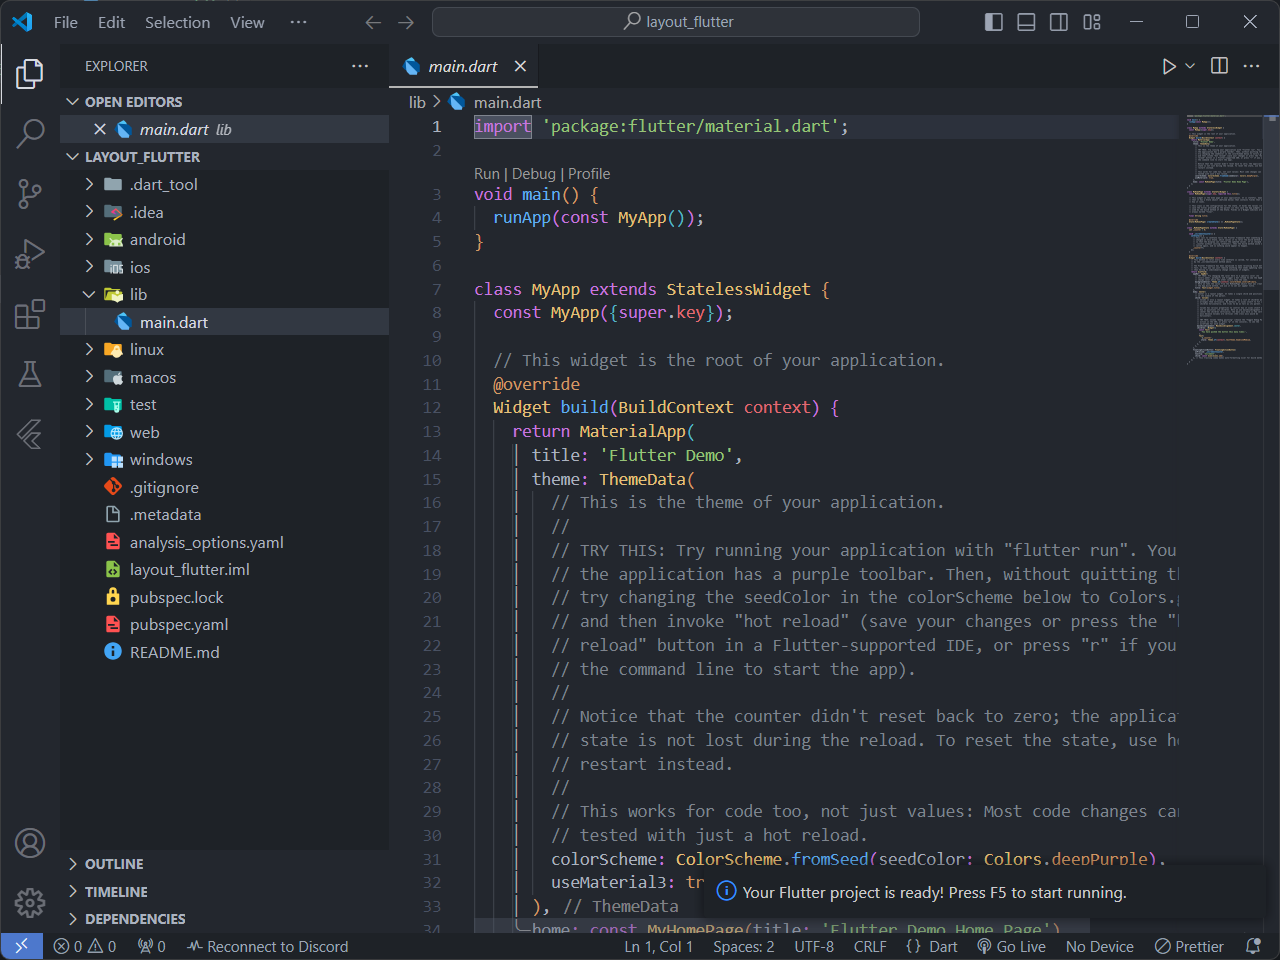 File Edit Selection View ··· layout_flutter
EXPLORER ···
OPEN EDITORS
main.dart lib
LAYOUT_FLUTTER
.dart_tool
.idea
android
ios
lib
main.dart
linux
macos
test
web
windows
.gitignore
.metadata
analysis_options.yaml
layout_flutter.iml
pubspec.lock
pubspec.yaml
README.md
OUTLINE
TIMELINE
DEPENDENCIES
main.dart
lib > main.dart
1 import 'package:flutter/material.dart';
2
Run | Debug | Profile
3 void main() {
4 runApp(const MyApp());
5 }
6
7 class MyApp extends StatelessWidget {
8 const MyApp({super.key});
9
10 // This widget is the root of your application.
11 @override
12 Widget build(BuildContext context) {
13 return MaterialApp(
14 title: 'Flutter Demo',
15 theme: ThemeData(
16 // This is the theme of your application.
17 //
18 // TRY THIS: Try running your application with "flutter run". You
19 // the application has a purple toolbar. Then, without quitting th
20 // try changing the seedColor in the colorScheme below to Colors.g
21 // and then invoke "hot reload" (save your changes or press the "h
22 // reload" button in a Flutter-supported IDE, or press "r" if you
23 // the command line to start the app).
24 //
25 // Notice that the counter didn't reset back to zero; the applicat
26 // state is not lost during the reload. To reset the state, use ho
27 // restart instead.
28 //
29 // This works for code too, not just values: Most code changes can
30 // tested with just a hot reload.
31 colorScheme: ColorScheme.fromSeed(seedColor: Colors.deepPurple),
32 useMaterial3: tr
33 ), // ThemeData
34 home: const MyHomePage(title: 'Flutter Demo Home Page')
Your Flutter project is ready! Press F5 to start running.
0 0 0 Reconnect to Discord Ln 1, Col 1 Spaces: 2 UTF-8 CRLF {} Dart Go Live No Device Prettier